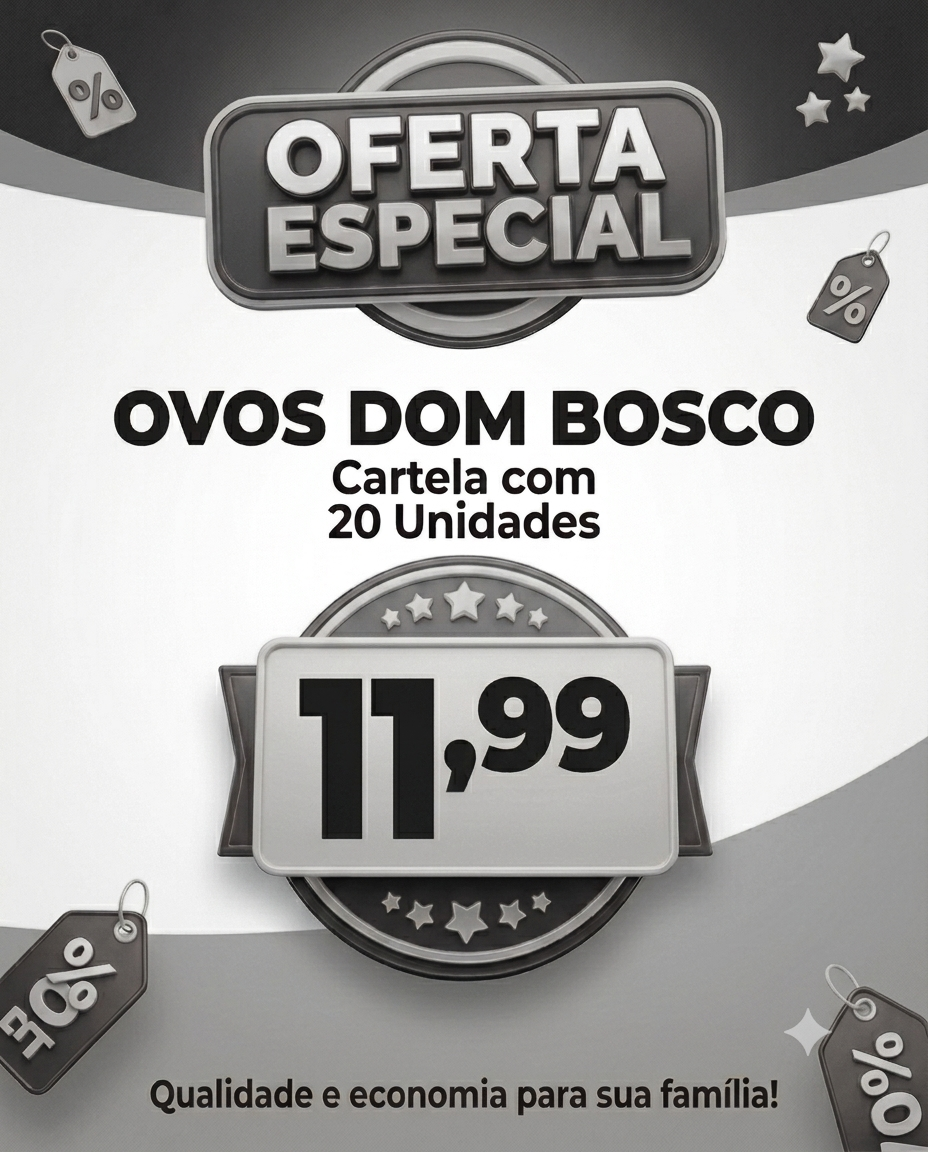 %
OFERTA
ESPECIAL
%
OVOS DOM BOSCO
Cartela com
20 Unidades
11,99
%
%
Qualidade e economia para sua família!